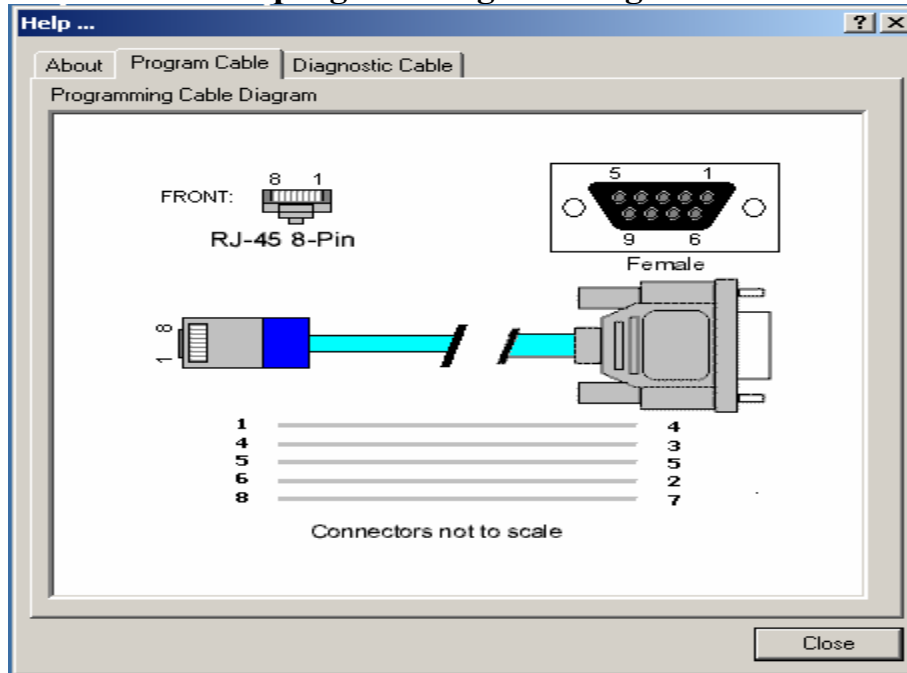 Help ...
About Program Cable Diagnostic Cable
Programming Cable Diagram
8 1
FRONT:
RJ-45 8-Pin
5 1
9 6
Female
8
1
1 4
4 3
5 5
6 2
8 7
Connectors not to scale
Close